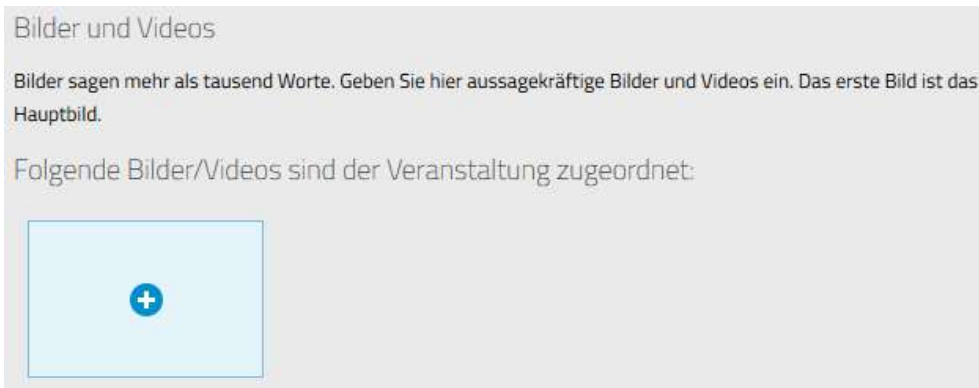 Bilder und Videos
Bilder sagen mehr als tausend Worte. Geben Sie hier aussagekräftige Bilder und Videos ein. Das erste Bild ist das
Hauptbild.
Folgende Bilder/Videos sind der Veranstaltung zugeordnet: